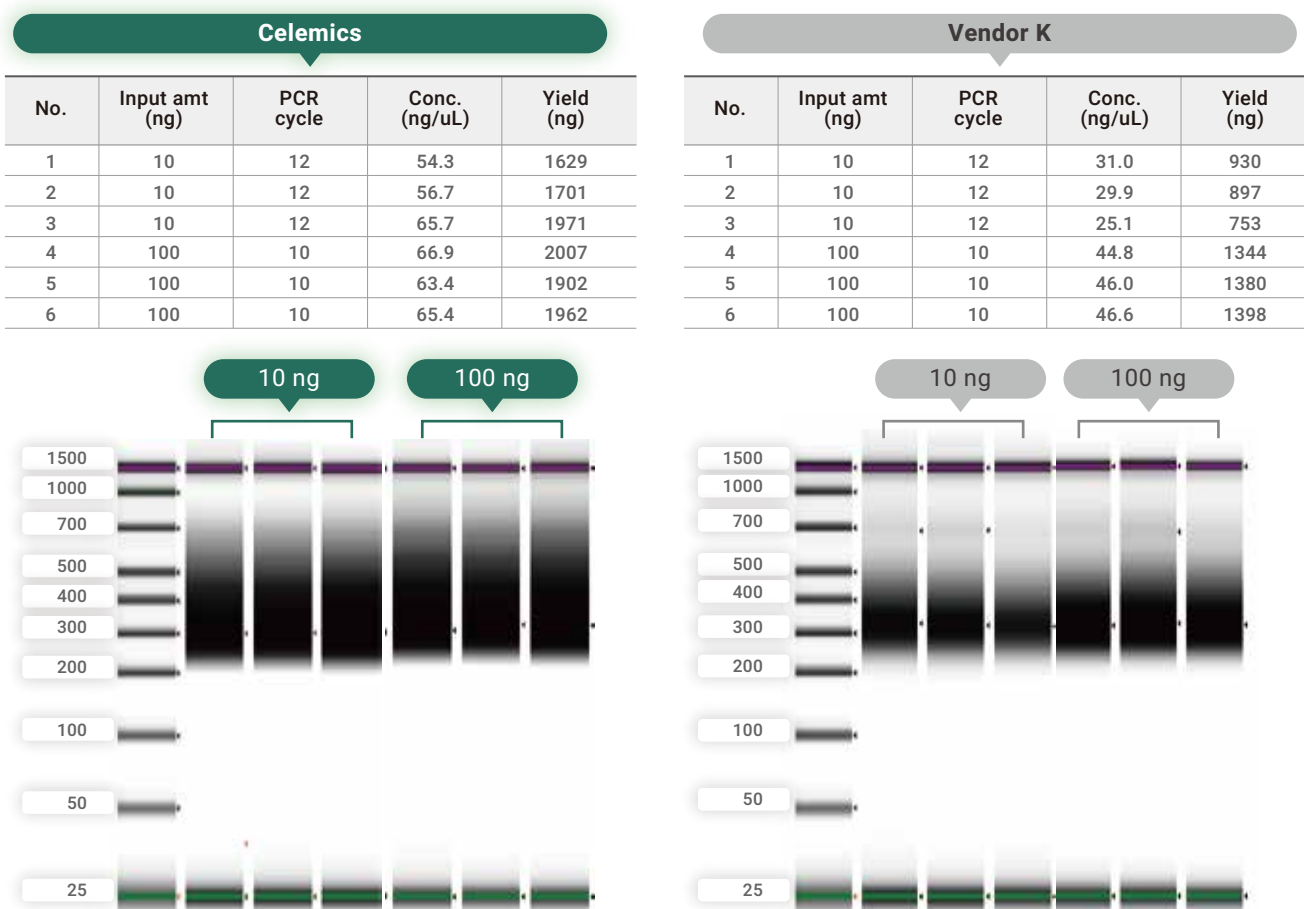 Celemics
No. Input amt (ng) PCR cycle Conc. (ng/uL) Yield (ng)
1 10 12 54.3 1629
2 10 12 56.7 1701
3 10 12 65.7 1971
4 100 10 66.9 2007
5 100 10 63.4 1902
6 100 10 65.4 1962
10 ng 100 ng
1500
1000
700
500
400
300
200
100
50
25
Vendor K
No. Input amt (ng) PCR cycle Conc. (ng/uL) Yield (ng)
1 10 12 31.0 930
2 10 12 29.9 897
3 10 12 25.1 753
4 100 10 44.8 1344
5 100 10 46.0 1380
6 100 10 46.6 1398
10 ng 100 ng
1500
1000
700
500
400
300
200
100
50
25